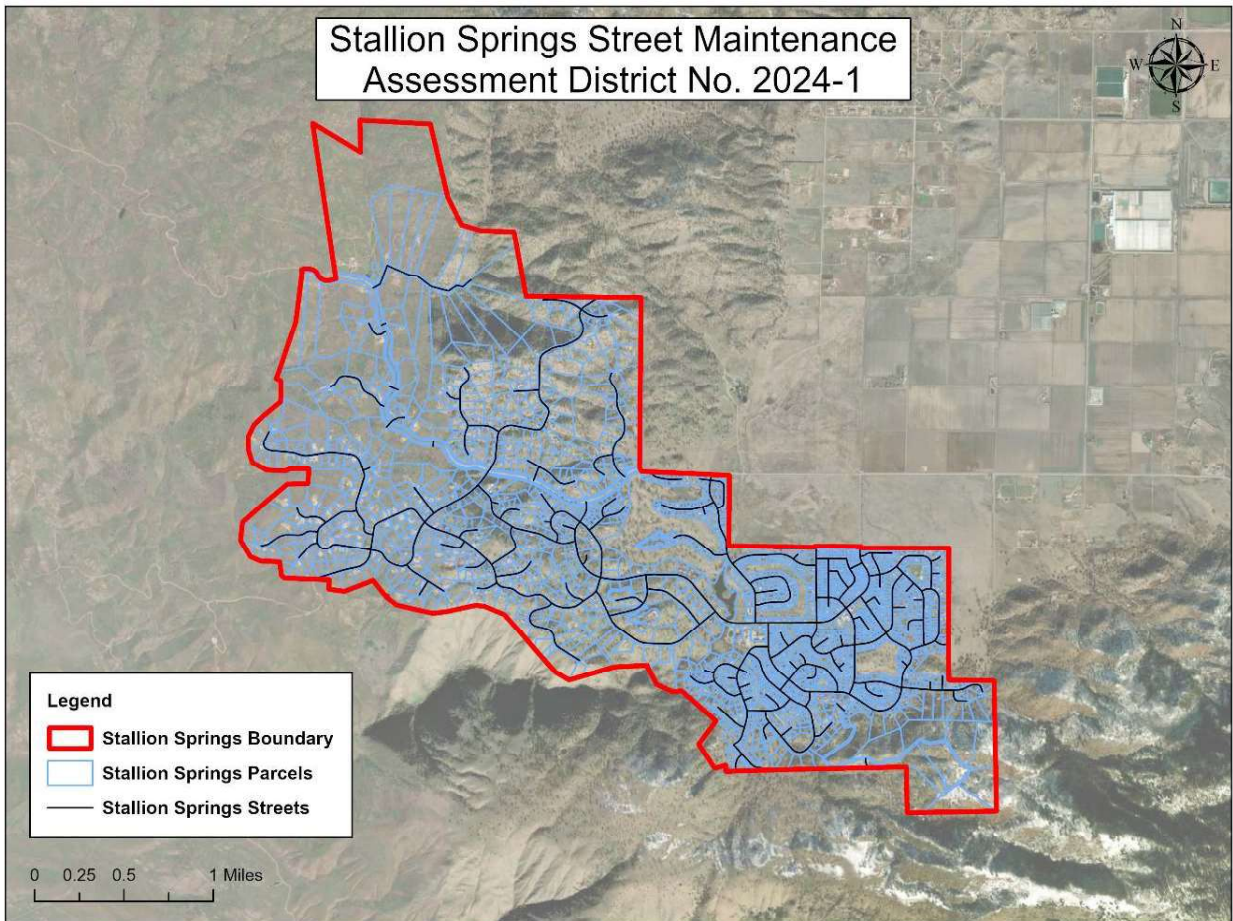 Stallion Springs Street Maintenance
Assessment District No. 2024-1
N
W E
S
Legend
Stallion Springs Boundary
Stallion Springs Parcels
Stallion Springs Streets
0 0.25 0.5 1 Miles